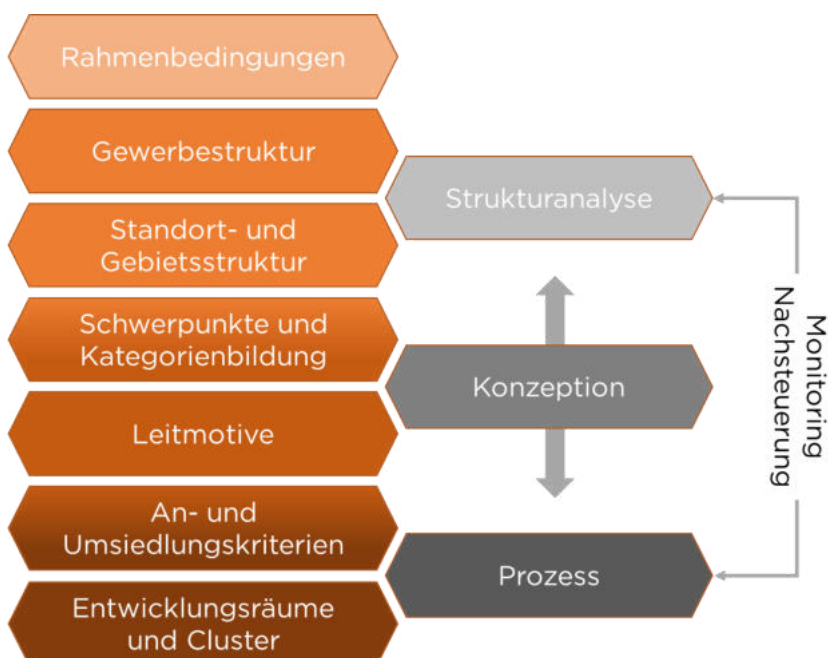 Rahmenbedingungen
Gewerbestruktur
Standort- und
Gebietsstruktur
Schwerpunkte und
Kategorienbildung
Leitmotive
An- und
Umsiedlungskriterien
Entwicklungsräume
und Cluster
Strukturanalyse
Konzeption
Prozess
Monitoring
Nachsteuerung